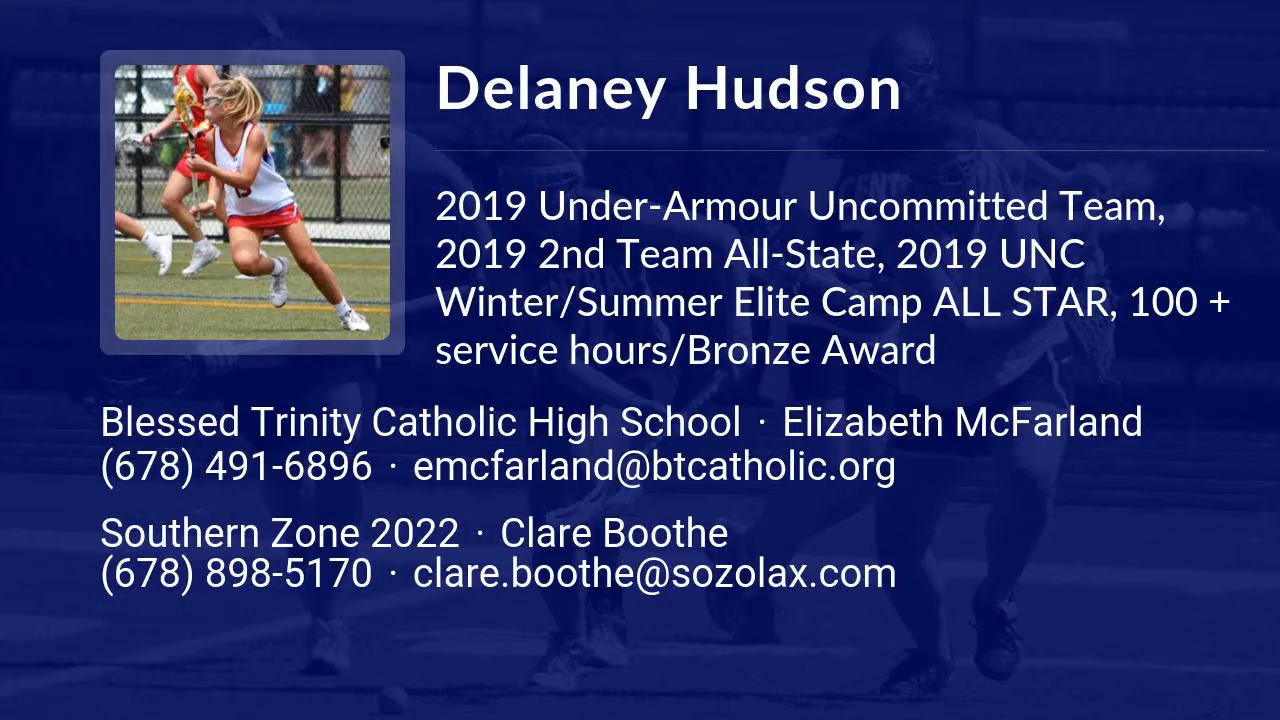 Delaney Hudson
2019 Under-Armour Uncommitted Team,
2019 2nd Team All-State, 2019 UNC
Winter/Summer Elite Camp ALL STAR, 100 +
service hours/Bronze Award
Blessed Trinity Catholic High School · Elizabeth McFarland
(678) 491-6896 · emcfarland@btcatholic.org
Southern Zone 2022 · Clare Boothe
(678) 898-5170 · clare.boothe@sozolax.com